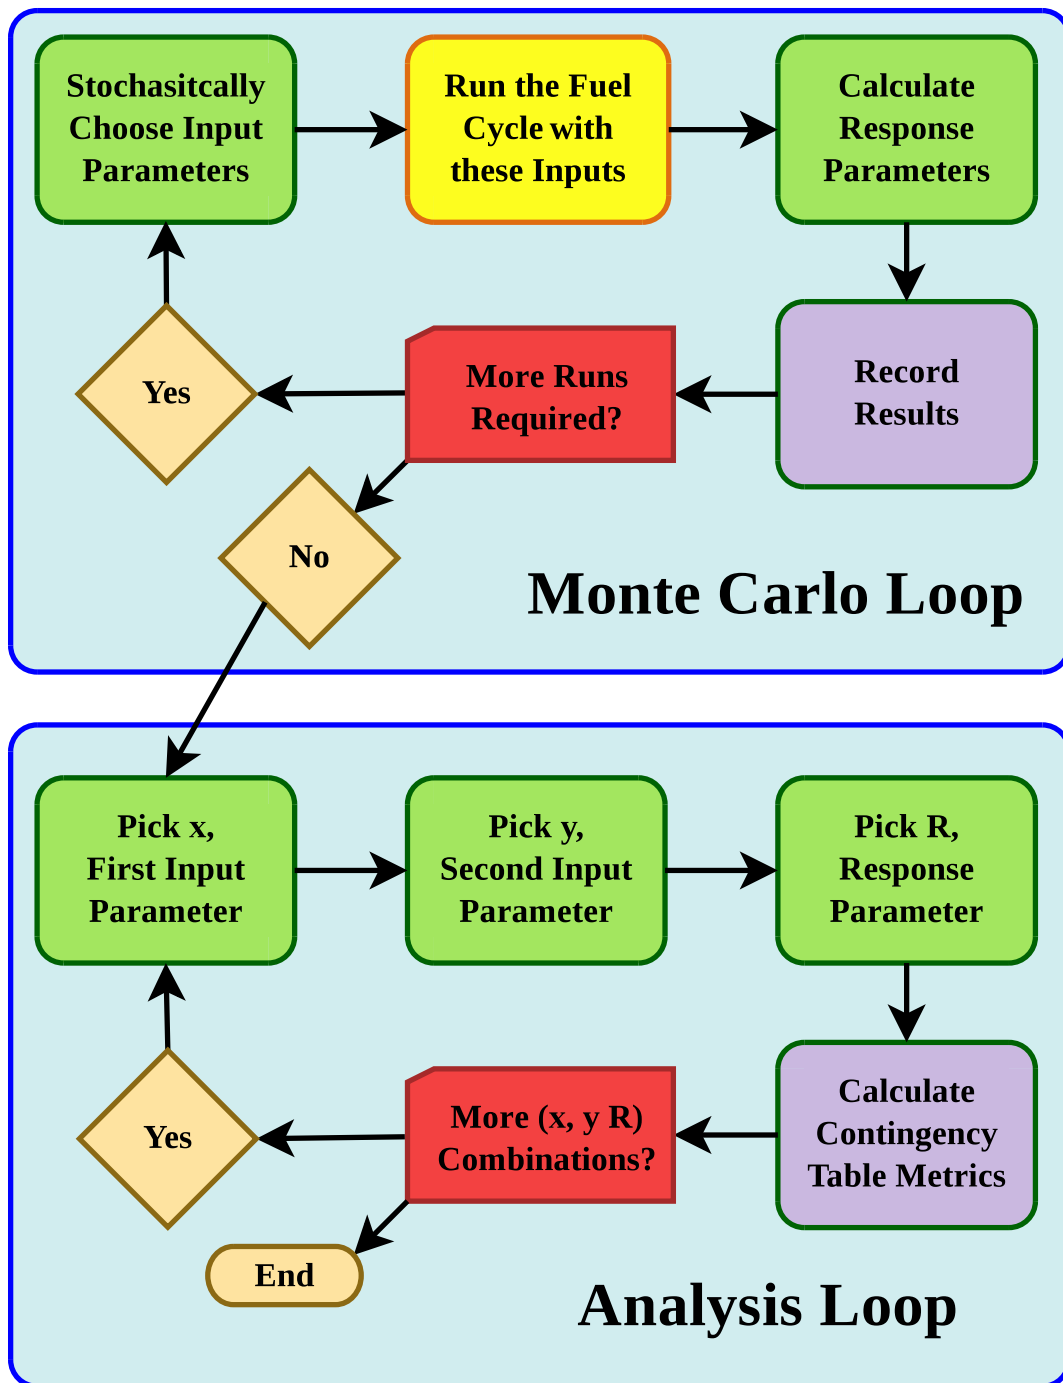 Stochasitcally
Choose Input
Parameters
Run the Fuel
Cycle with
these Inputs
Calculate
Response
Parameters
Yes
More Runs
Required?
Record
Results
No
Monte Carlo Loop
Pick x,
First Input
Parameter
Pick y,
Second Input
Parameter
Pick R,
Response
Parameter
Yes
More (x, y R)
Combinations?
Calculate
Contingency
Table Metrics
End
Analysis Loop